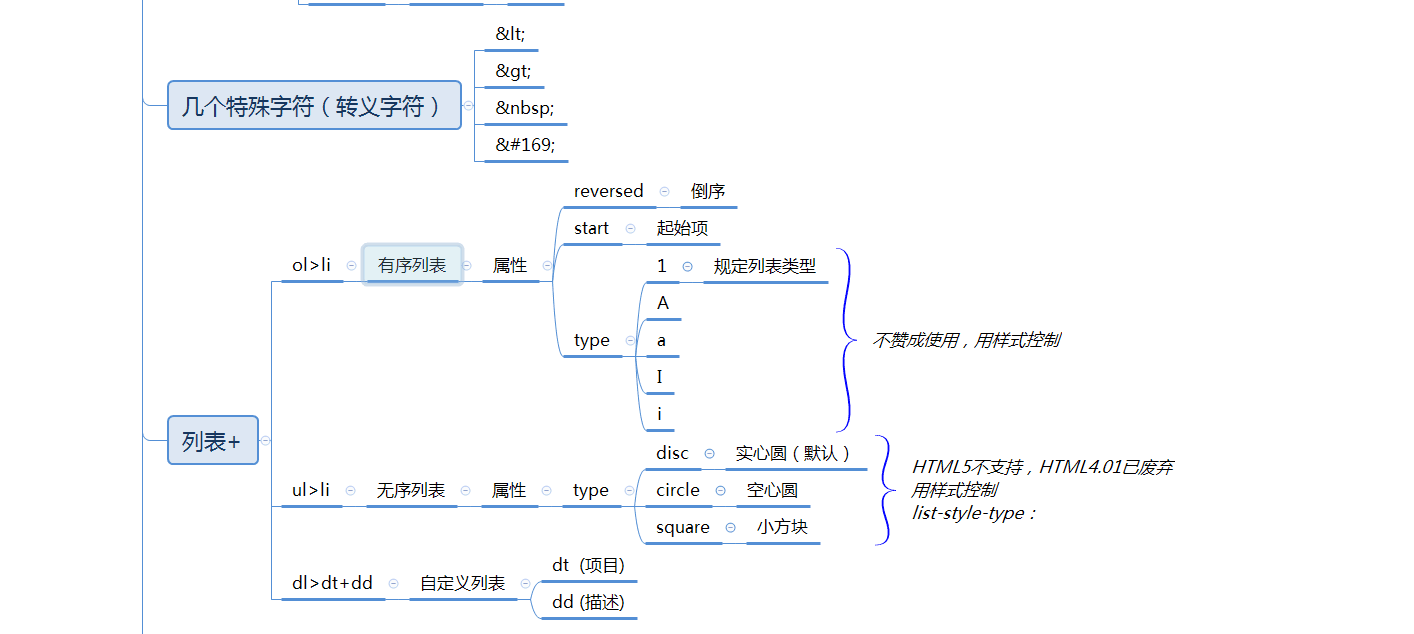 几个特殊字符（转义字符）
&lt;
&gt;
&nbsp;
&#169;
列表+
ol>li
有序列表
属性
reversed
倒序
start
起始项
type
1
规定列表类型
A
a
I
i
不赞成使用，用样式控制
ul>li
无序列表
属性
type
disc
实心圆（默认）
circle
空心圆
square
小方块
HTML5不支持，HTML4.01已废弃
用样式控制
list-style-type：
dl>dt+dd
自定义列表
dt (项目)
dd (描述)